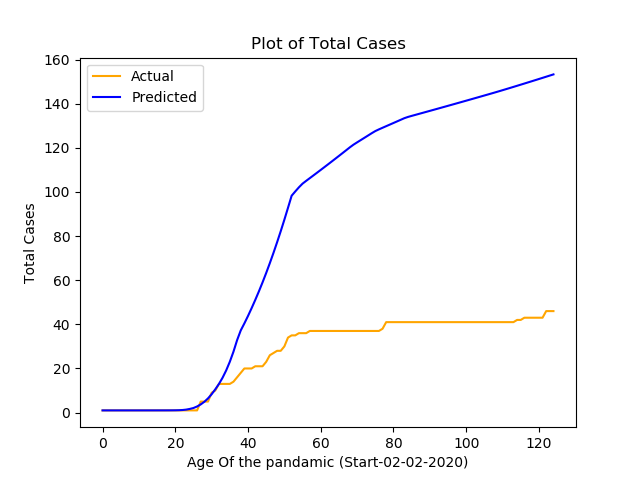 Plot of Total Cases
Actual
Predicted
Total Cases
160
140
120
100
80
60
40
20
0
0 20 40 60 80 100 120
Age Of the pandamic (Start-02-02-2020)